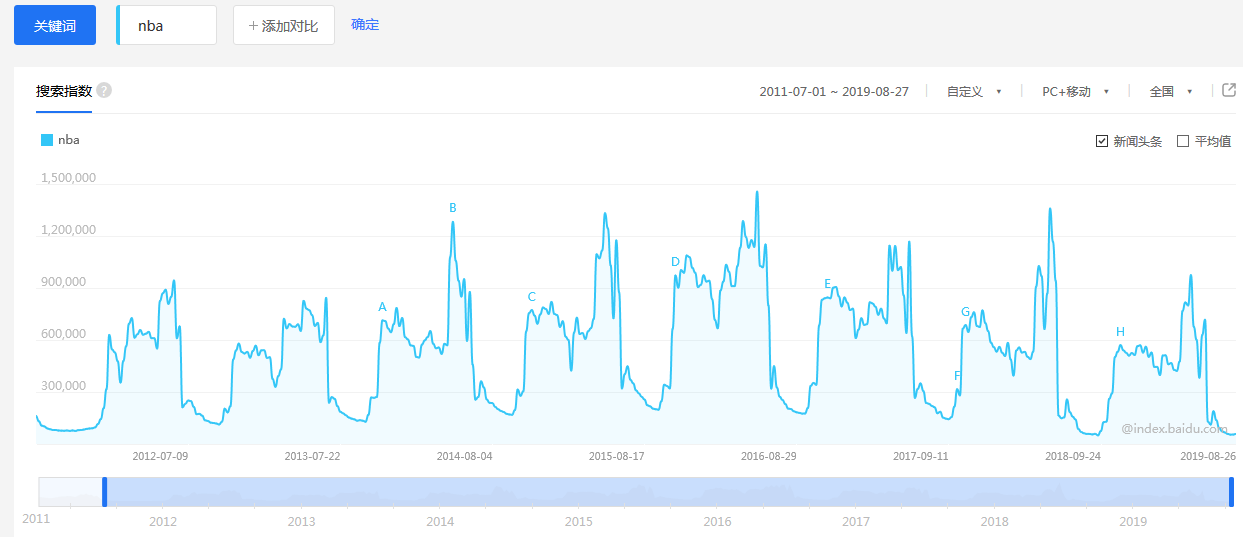 关键词 nba + 添加对比 确定
搜索指数 ? 2011-07-01 ~ 2019-08-27 自定义 PC+移动 全国
nba 新闻头条 平均值
1,500,000
B
1,200,000
D
900,000
E
C
A
G
600,000
H
F
300,000
@index.baidu.com
2012-07-09 2013-07-22 2014-08-04 2015-08-17 2016-08-29 2017-09-11 2018-09-24 2019-08-26
2011 2012 2013 2014 2015 2016 2017 2018 2019